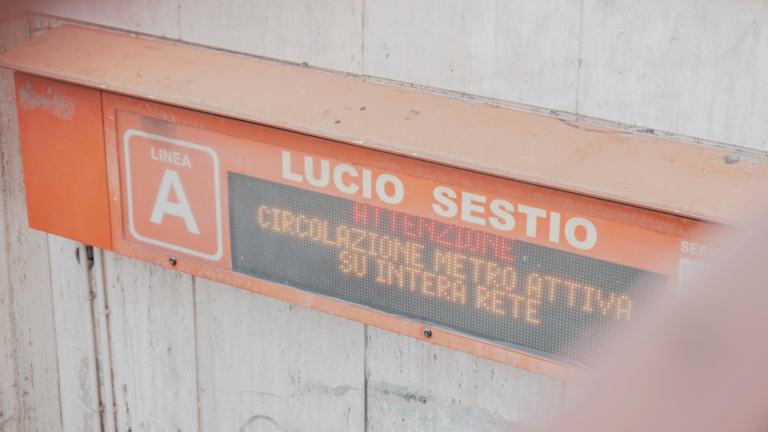 LINEA
A
LUCIO SESTIO
ATTENZIONE
CIRCOLAZIONE METRO ATTIVA
SU INTERA RETE